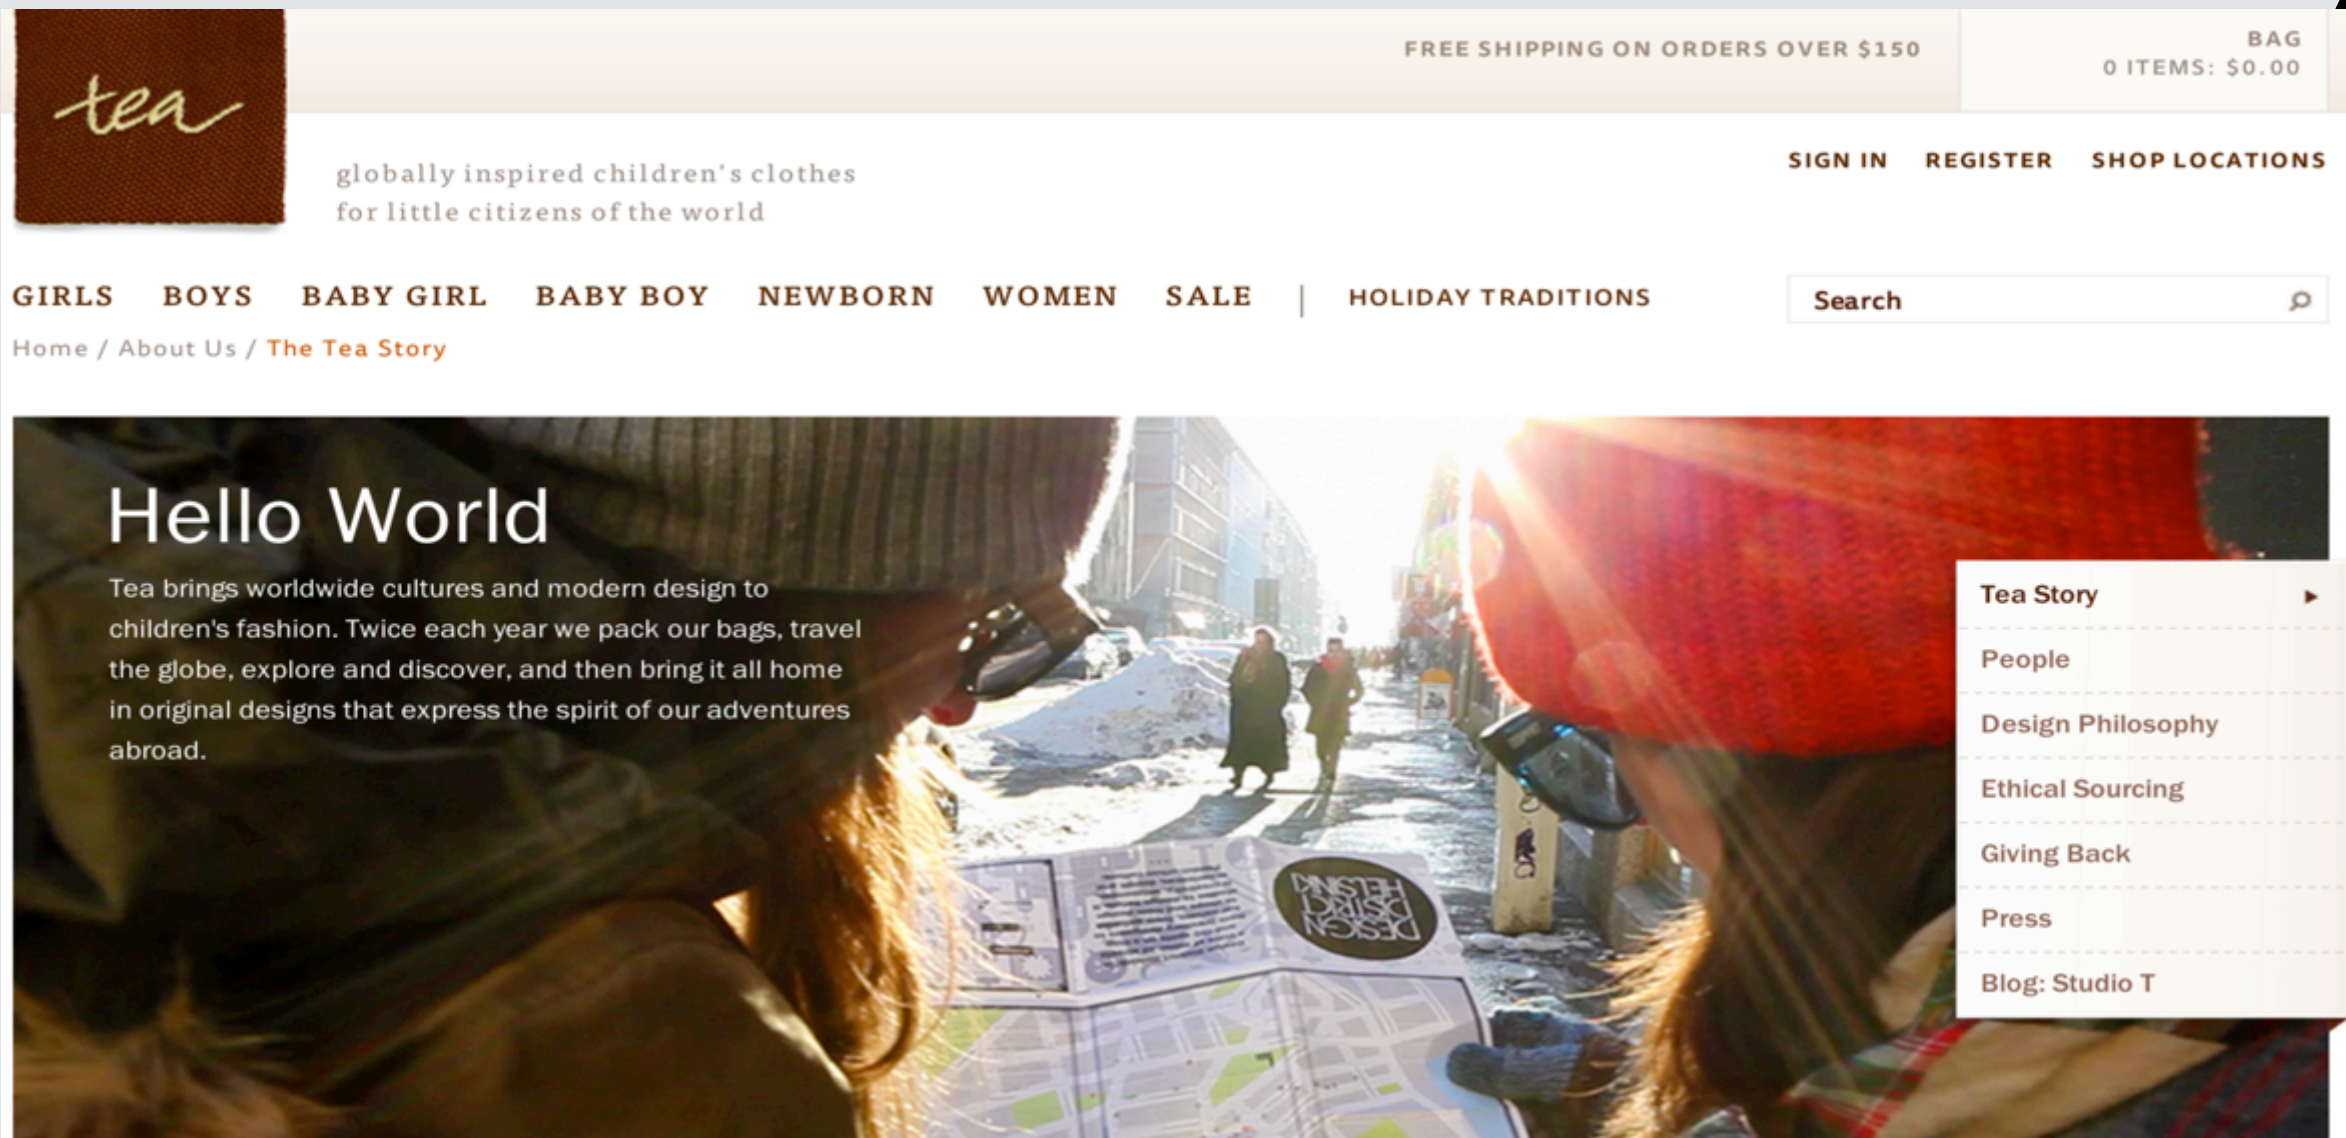 tea
FREE SHIPPING ON ORDERS OVER $150
BAG
0 ITEMS: $0.00
globally inspired children's clothes
for little citizens of the world
SIGN IN REGISTER SHOP LOCATIONS
GIRLS BOYS BABY GIRL BABY BOY NEWBORN WOMEN SALE | HOLIDAY TRADITIONS
Search
Home / About Us / The Tea Story
Hello World
Tea brings worldwide cultures and modern design to
children's fashion. Twice each year we pack our bags, travel
the globe, explore and discover, and then bring it all home
in original designs that express the spirit of our adventures
abroad.
Tea Story
People
Design Philosophy
Ethical Sourcing
Giving Back
Press
Blog: Studio T
DESIGN
DISTRICT
HELSINKI